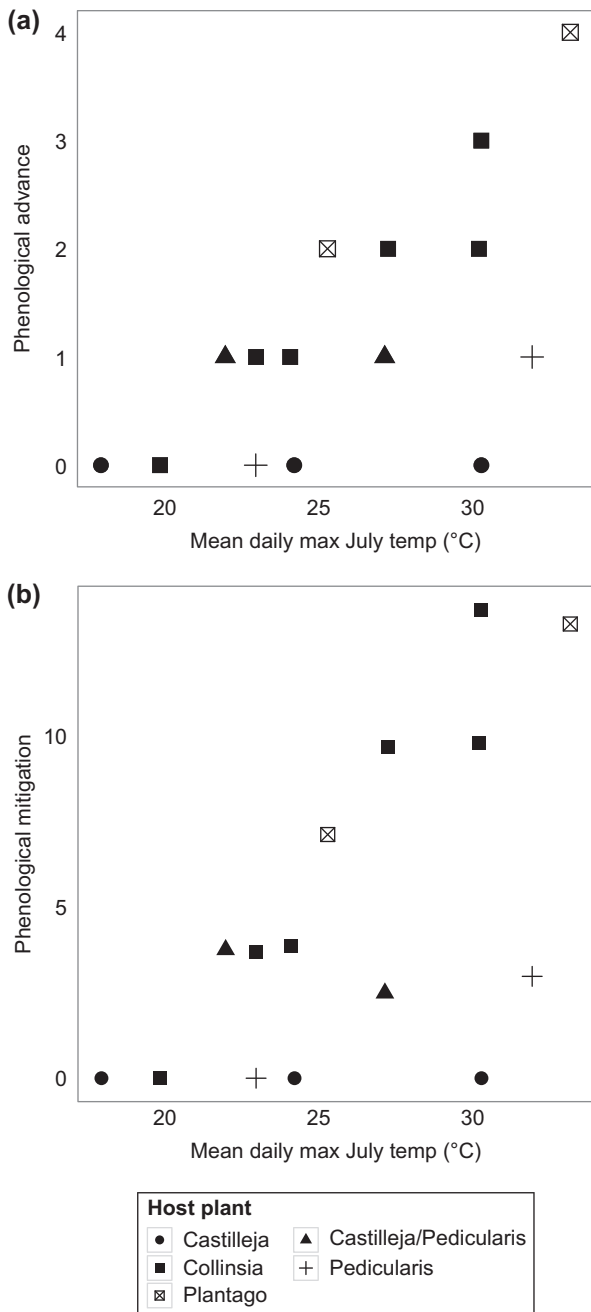 (a)
4
3
2
1
0
Phenological advance
20 25 30
Mean daily max July temp (°C)
(b)
10
5
0
Phenological mitigation
20 25 30
Mean daily max July temp (°C)
Host plant
Castilleja Castilleja/Pedicularis
Collinsia Pedicularis
Plantago